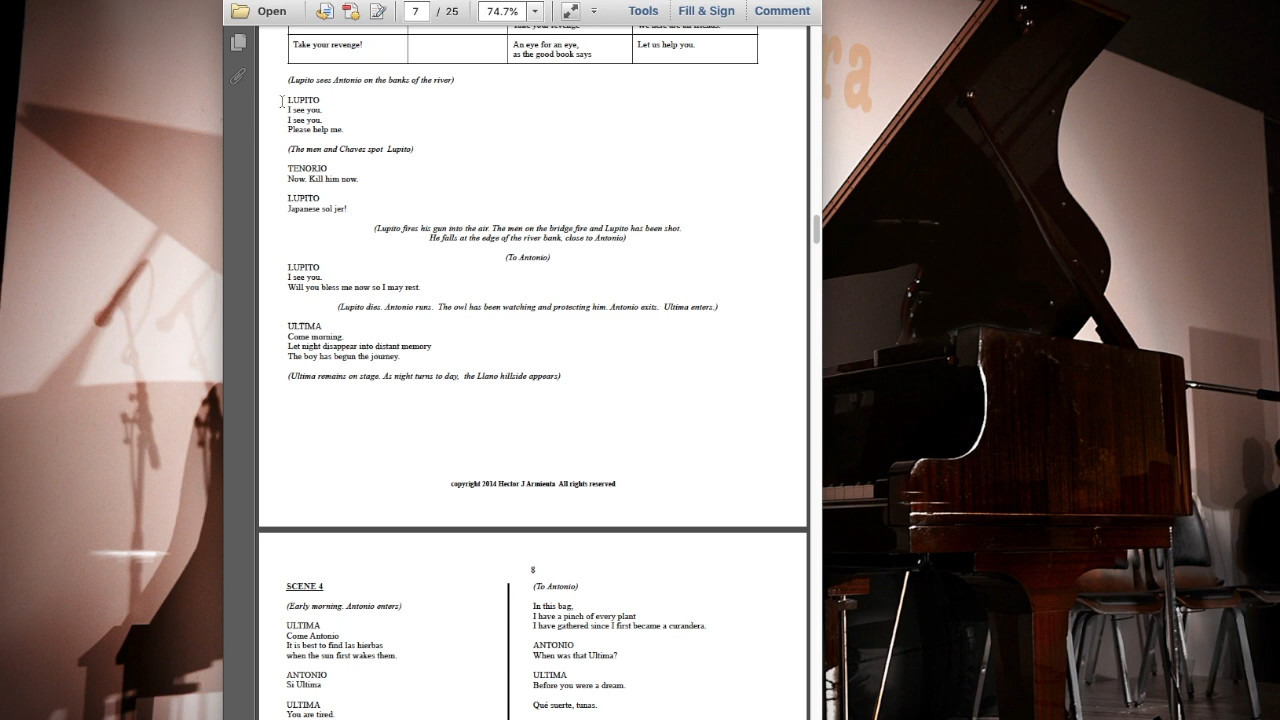 Open
7 / 25
74.7%
Tools
Fill & Sign
Comment
Take your revenge!
An eye for an eye,
as the good book says
Let us help you.
(Lupito sees Antonio on the banks of the river)
LUPITO
I see you.
I see you.
Please help me.
(The men and Chavez spot Lupito)
TENORIO
Now. Kill him now.
LUPITO
Japanese sol jer!
(Lupito fires his gun into the air. The men on the bridge fire and Lupito has been shot.
He falls at the edge of the river bank, close to Antonio)
(To Antonio)
LUPITO
I see you.
Will you bless me now so I may rest.
(Lupito dies. Antonio runs. The owl has been watching and protecting him. Antonio exits. Ultima enters.)
ULTIMA
Come morning.
Let night disappear into distant memory
The boy has begun the journey.
(Ultima remains on stage. As night turns to day, the Llano hillside appears)
copyright 2014 Hector J Armienta All rights reserved
8
SCENE 4
(Early morning. Antonio enters)
ULTIMA
Come Antonio
It is best to find las hierbas
when the sun first wakes them.
ANTONIO
Si Ultima
ULTIMA
You are tired.
(To Antonio)
In this bag,
I have a pinch of every plant
I have gathered since I first became a curandera.
ANTONIO
When was that Ultima?
ULTIMA
Before you were a dream.
Qué suerte, tunas.
ra